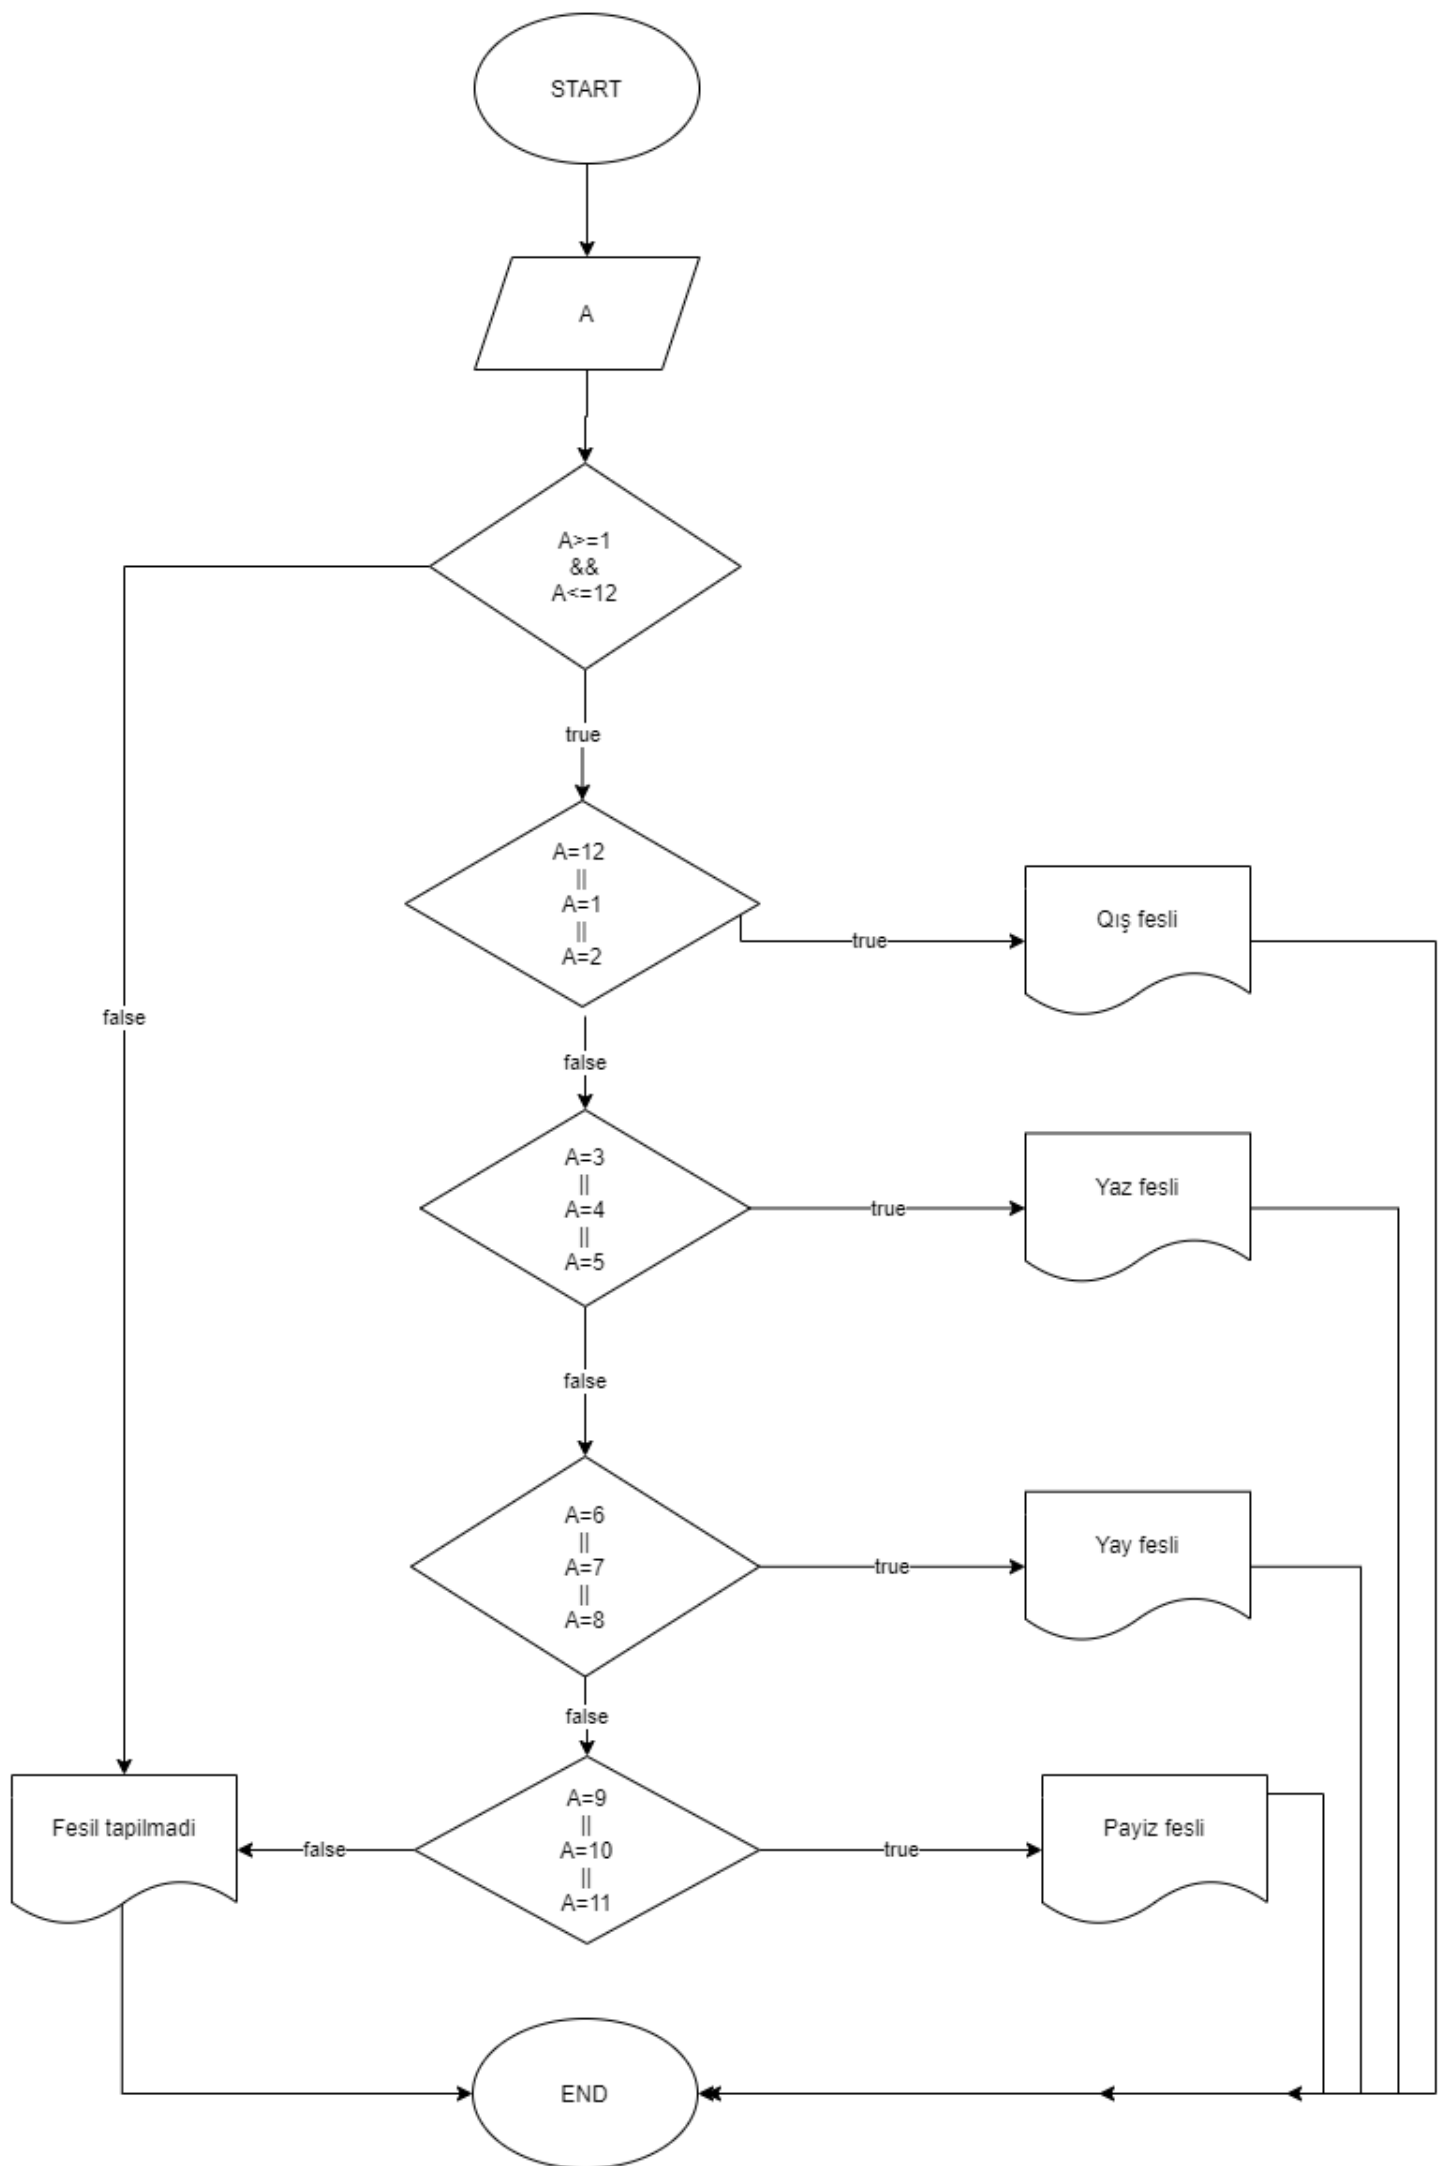 START
A
A>=1
&&
A<=12
true
false
A=12
||
A=1
||
A=2
true
Qış fesli
false
A=3
||
A=4
||
A=5
true
Yaz fesli
false
A=6
||
A=7
||
A=8
true
Yay fesli
false
Fesil tapilmadi
false
A=9
||
A=10
||
A=11
true
Payiz fesli
END